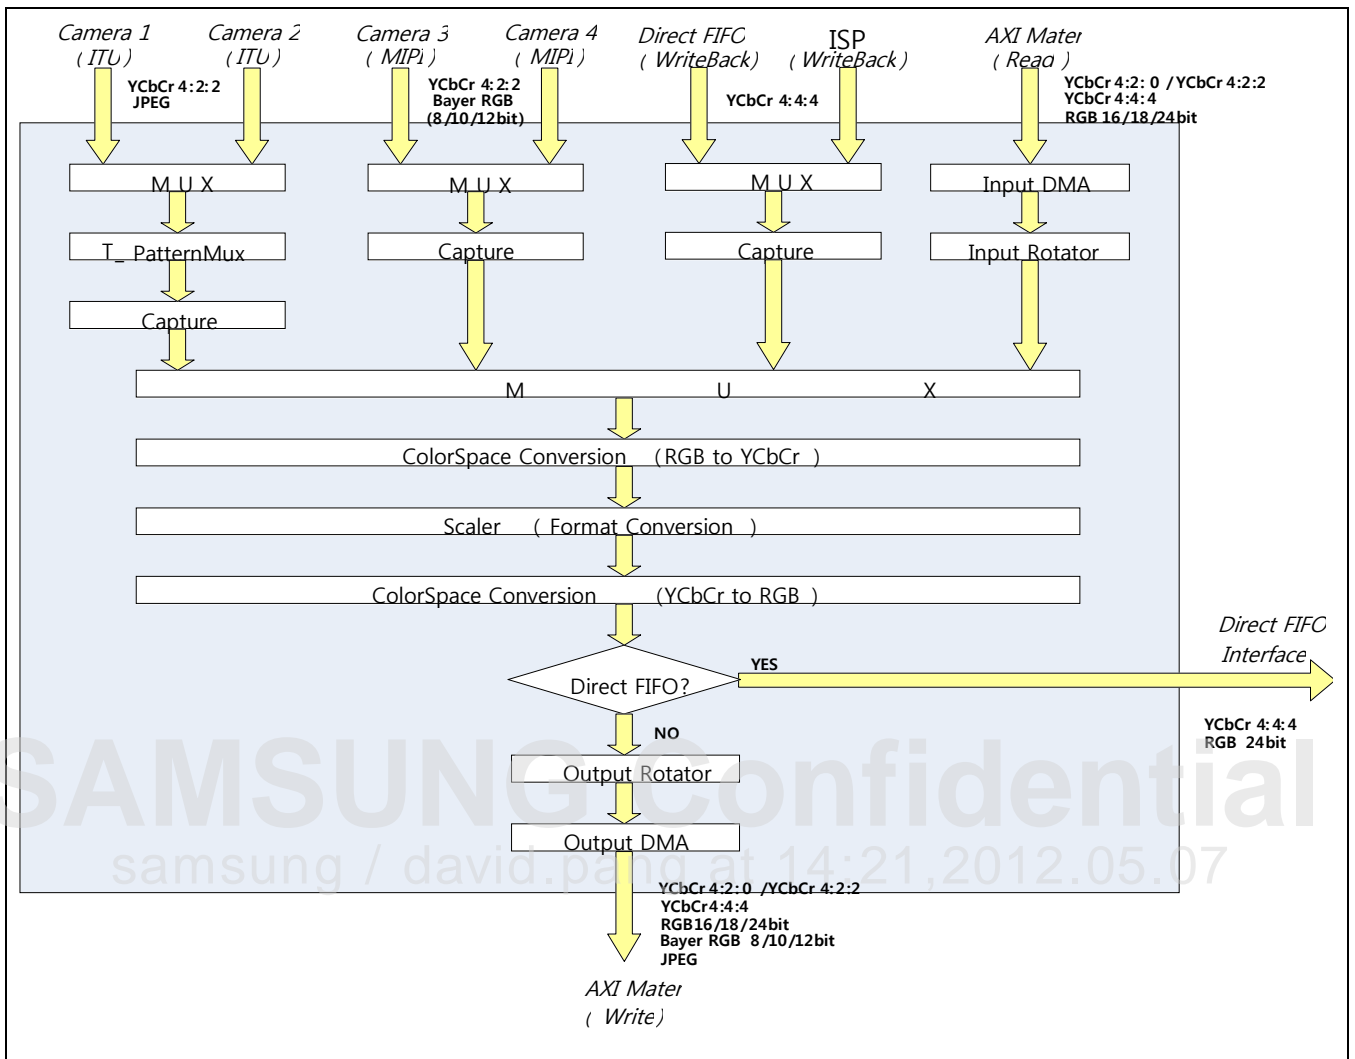 Camera 1
( ITU )
Camera 2
( ITU )
Camera 3
( MIPI )
Camera 4
( MIPI )
Direct FIFO
( WriteBack )
ISP
( WriteBack )
AXI Mater
( Read )
YCbCr 4:2:2
JPEG
YCbCr 4:2:2
Bayer RGB
(8/10/12bit)
YCbCr 4:4:4
YCbCr 4:2:0 /YCbCr 4:2:2
YCbCr 4:4:4
RGB 16/18/24bit
M U X
M U X
M U X
Input DMA
T_ PatternMux
Capture
Capture
Input Rotator
Capture
M U X
ColorSpace Conversion (RGB to YCbCr )
Scaler ( Format Conversion )
ColorSpace Conversion (YCbCr to RGB )
Direct FIFO?
YES
Direct FIFO
Interface
YCbCr 4:4:4
RGB 24bit
NO
Output Rotator
Output DMA
SAMSUNG Confidential
samsung / david.pang at 14:21,2012.05.07
YCbCr 4:2:0 /YCbCr 4:2:2
YCbCr4:4:4
RGB16/18/24bit
Bayer RGB 8/10/12bit
JPEG
AXI Mater
( Write)